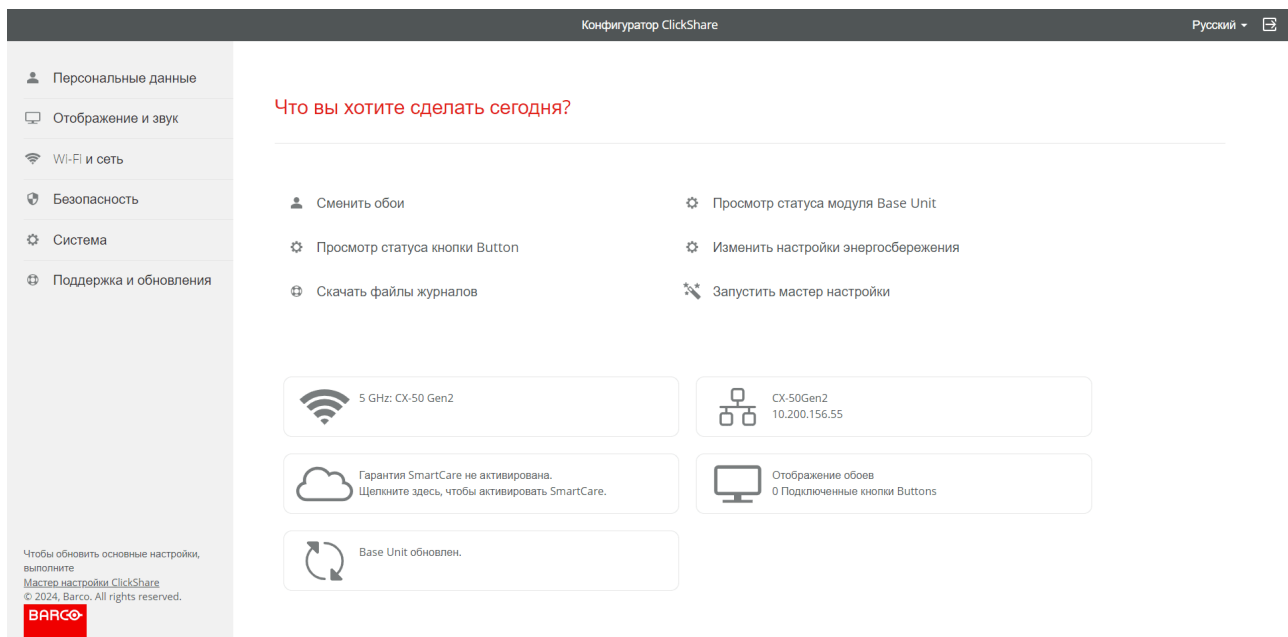 Конфигуратор ClickShare
Русский
Персональные данные
Отображение и звук
Wi-Fi и сеть
Безопасность
Система
Поддержка и обновления
Что вы хотите сделать сегодня?
Сменить обои
Просмотр статуса модуля Base Unit
Просмотр статуса кнопки Button
Изменить настройки энергосбережения
Скачать файлы журналов
Запустить мастер настройки
5 GHz: CX-50 Gen2
CX-50Gen2
10.200.156.55
Гарантия SmartCare не активирована.
Щелкните здесь, чтобы активировать SmartCare.
Отображение обоев
0 Подключенные кнопки Buttons
Base Unit обновлен.
Чтобы обновить основные настройки,
выполните
Мастер настройки ClickShare
© 2024, Barco. All rights reserved.
BARCO